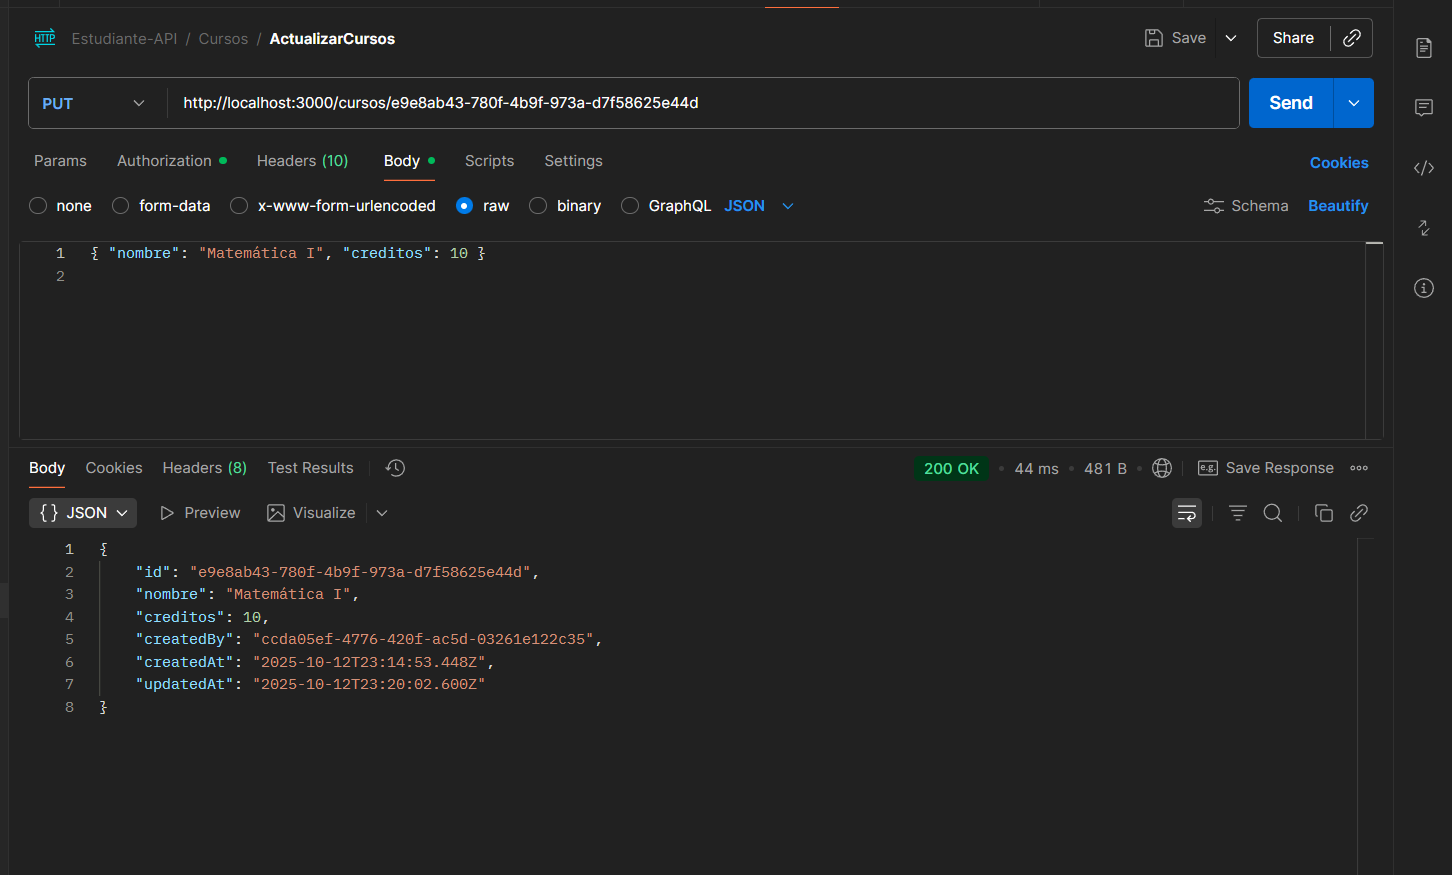 HTTP Estudiante-API / Cursos / ActualizarCursos Save Share
PUT http://localhost:3000/cursos/e9e8ab43-780f-4b9f-973a-d7f58625e44d Send
Params Authorization Headers (10) Body Scripts Settings Cookies
none form-data x-www-form-urlencoded raw binary GraphQL JSON Schema Beautify
1 { "nombre": "Matemática I", "creditos": 10 }
2
Body Cookies Headers (8) Test Results 200 OK • 44 ms • 481 B • e.g. Save Response
{} JSON Preview Visualize
1 {
2 "id": "e9e8ab43-780f-4b9f-973a-d7f58625e44d",
3 "nombre": "Matemática I",
4 "creditos": 10,
5 "createdBy": "ccda05ef-4776-420f-ac5d-03261e122c35",
6 "createdAt": "2025-10-12T23:14:53.448Z",
7 "updatedAt": "2025-10-12T23:20:02.600Z"
8 }